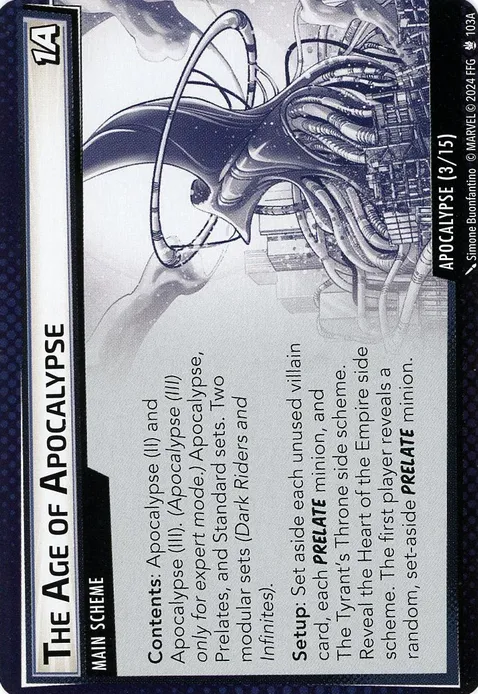 THE AGE OF APOCALYPSE
1A
MAIN SCHEME
Contents: Apocalypse (II) and
Apocalypse (III). (Apocalypse (III)
only for expert mode.) Apocalypse,
Prelates, and Standard sets. Two
modular sets (Dark Riders and
Infinites).
Setup: Set aside each unused villain
card, each PRELATE minion, and
The Tyrant's Throne side scheme.
Reveal the Heart of the Empire side
scheme. The first player reveals a
random, set-aside PRELATE minion.
APOCALYPSE (3/15)
Simone Buonfantino © MARVEL © 2024 FFG 103A